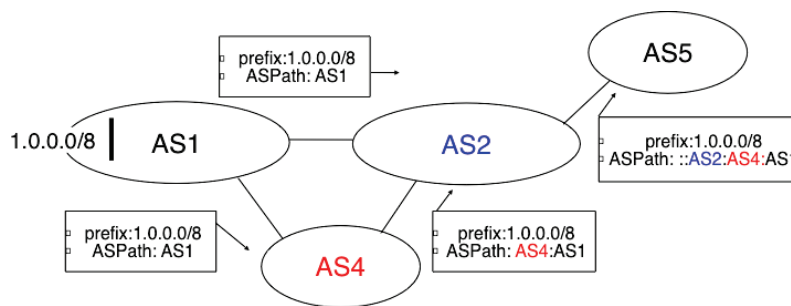 prefix:1.0.0.0/8
ASPath: AS1
AS5
1.0.0.0/8
AS1
AS2
prefix:1.0.0.0/8
ASPath: ::AS2:AS4:AS1
prefix:1.0.0.0/8
ASPath: AS1
AS4
prefix:1.0.0.0/8
ASPath: AS4:AS1